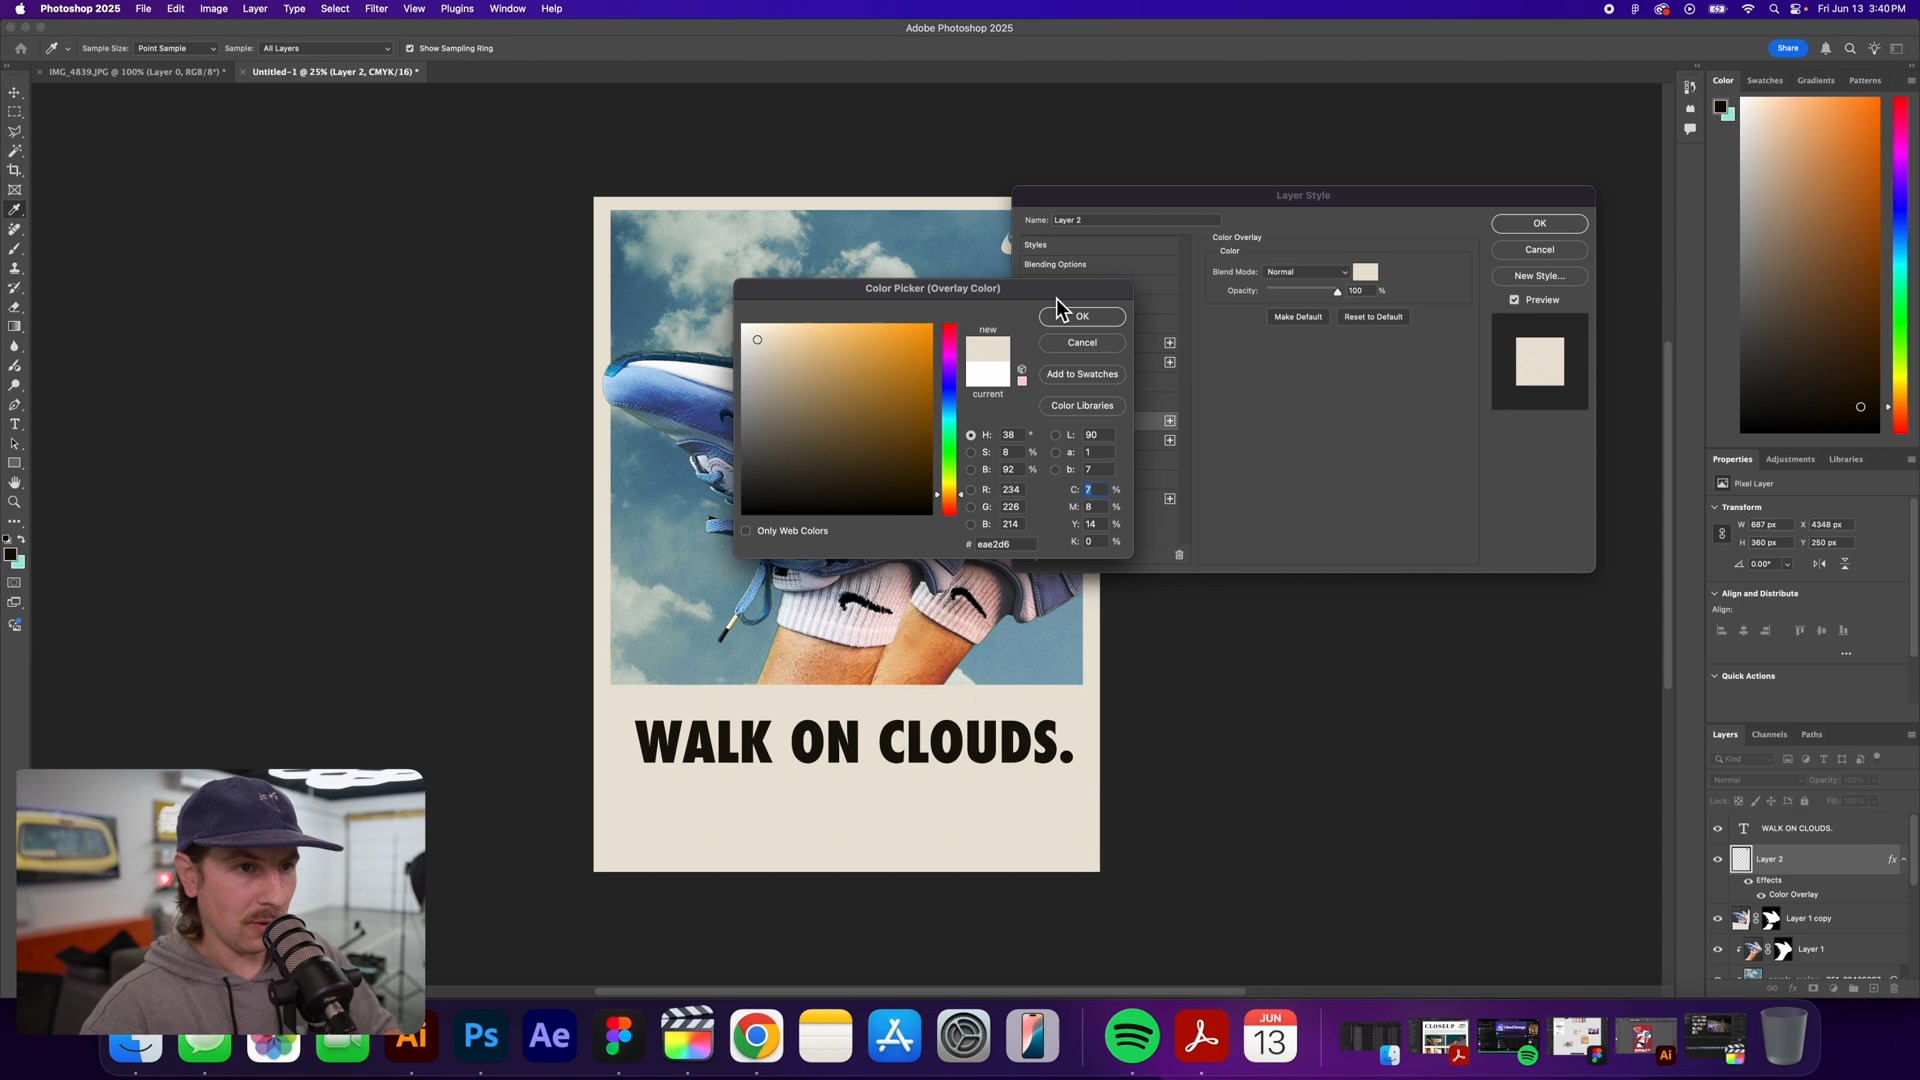 Photoshop 2025 File Edit Image Layer Type Select Filter View Plugins Window Help Fri Jun 13 3:40 PM
Adobe Photoshop 2025
Sample Size: Point Sample Sample: All Layers Show Sampling Ring Share
× IMG_4839.JPG @ 100% (Layer 0, RGB/8*) * × Untitled-1 @ 25% (Layer 2, CMYK/16) *
Color Swatches Gradients Patterns
Layer Style
Name: Layer 2
Styles
Blending Options
Color Overlay
Color
Blend Mode: Normal
Opacity: 100 %
Make Default Reset to Default
OK
Cancel
New Style...
Preview
Color Picker (Overlay Color)
new
current
OK
Cancel
Add to Swatches
Color Libraries
H: 38 ° L: 90
S: 8 % a: 1
B: 92 % b: 7
R: 234 C: 7 %
G: 226 M: 8 %
B: 214 Y: 14 %
# eae2d6 K: 0 %
Only Web Colors
WALK ON CLOUDS.
Properties Adjustments Libraries
Pixel Layer
Transform
W 687 px X 4348 px
H 360 px Y 250 px
0.00°
Align and Distribute
Align:
Quick Actions
Layers Channels Paths
Kind
Normal Opacity: 100%
Lock: Fill: 100%
T WALK ON CLOUDS.
Layer 2 fx
Effects
Color Overlay
Layer 1 copy
Layer 1
Ai Ps Ae
JUN
13
CLOSEUP